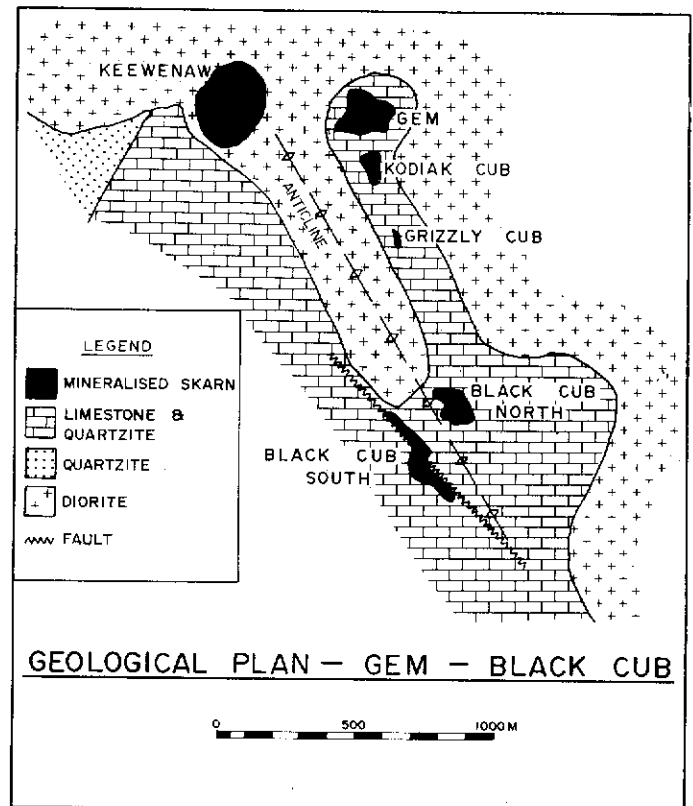 KEEWENAW
GEM
KODIAK CUB
ANTICLINE
GRIZZLY CUB
BLACK CUB
NORTH
BLACK CUB
SOUTH
LEGEND
MINERALISED SKARN
LIMESTONE &
QUARTZITE
QUARTZITE
DIORITE
FAULT
GEOLOGICAL PLAN — GEM — BLACK CUB
0 500 1000M